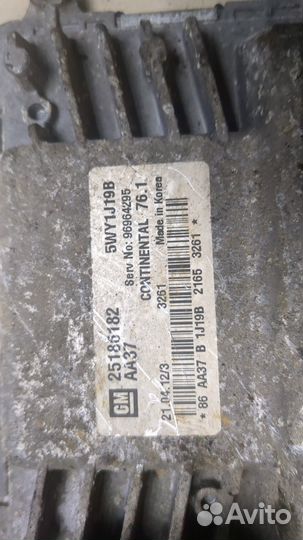 5WY1J19B
Serv No: 96964295
CONTINENTAL 76.1
Made in Korea
GM
25186182
AA37
3261
21.04.12/3
* 86 AA37 B 1J19B 2165 3261 *
Avito